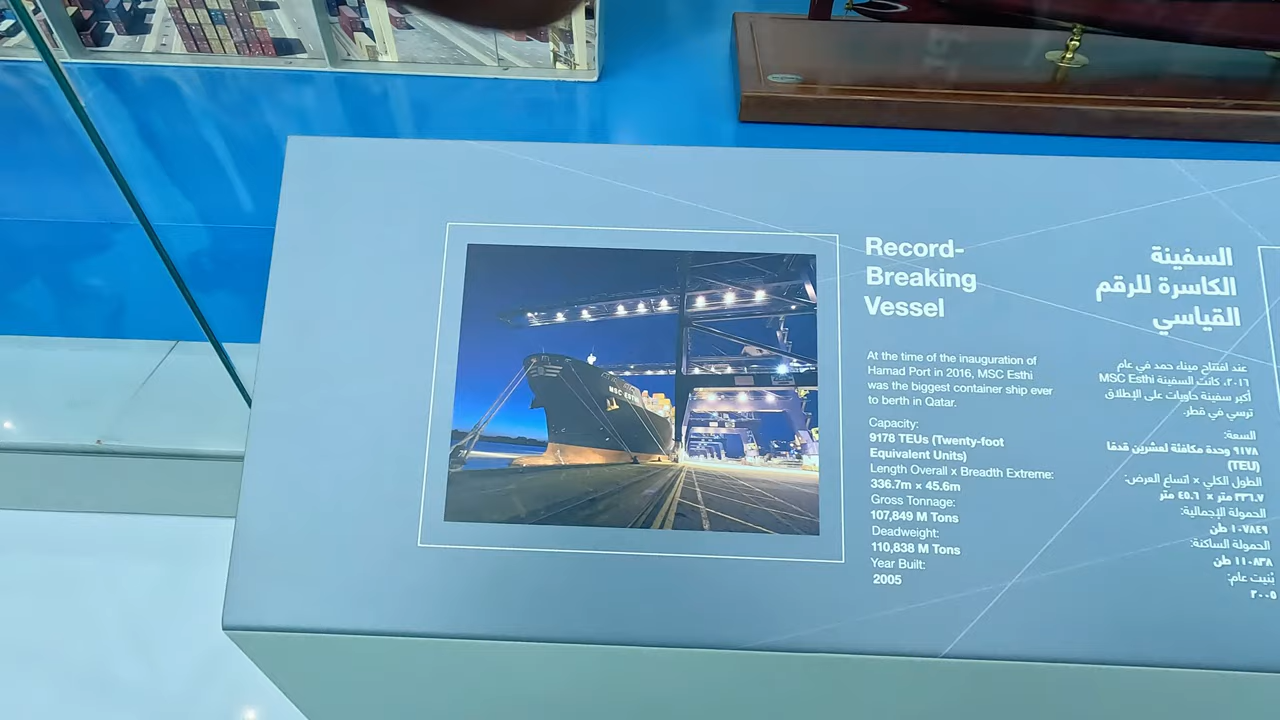 Record-
Breaking
Vessel
At the time of the inauguration of
Hamad Port in 2016, MSC Esthi
was the biggest container ship ever
to berth in Qatar.
Capacity:
9178 TEUs (Twenty-foot
Equivalent Units)
Length Overall x Breadth Extreme:
336.7m × 45.6m
Gross Tonnage:
107,849 M Tons
Deadweight:
110,838 M Tons
Year Built:
2005
السفينة
الكاسرة للرقم
القياسي
عند افتتاح ميناء حمد في عام
٢٠١٦، كانت السفينة MSC Esthi
أكبر سفينة حاويات على الإطلاق
ترسي في قطر.
السعة:
٩١٧٨ وحدة مكافئة لعشرين قدمًا
(TEU)
الطول الكلي × اتساع العرض:
٣٣٦.٧ متر × ٤٥.٦ متر
الحمولة الإجمالية:
١٠٧٨٤٩ طن
الحمولة الساكنة:
١١٠٨٣٨ طن
بُنيت عام:
٢٠٠٥